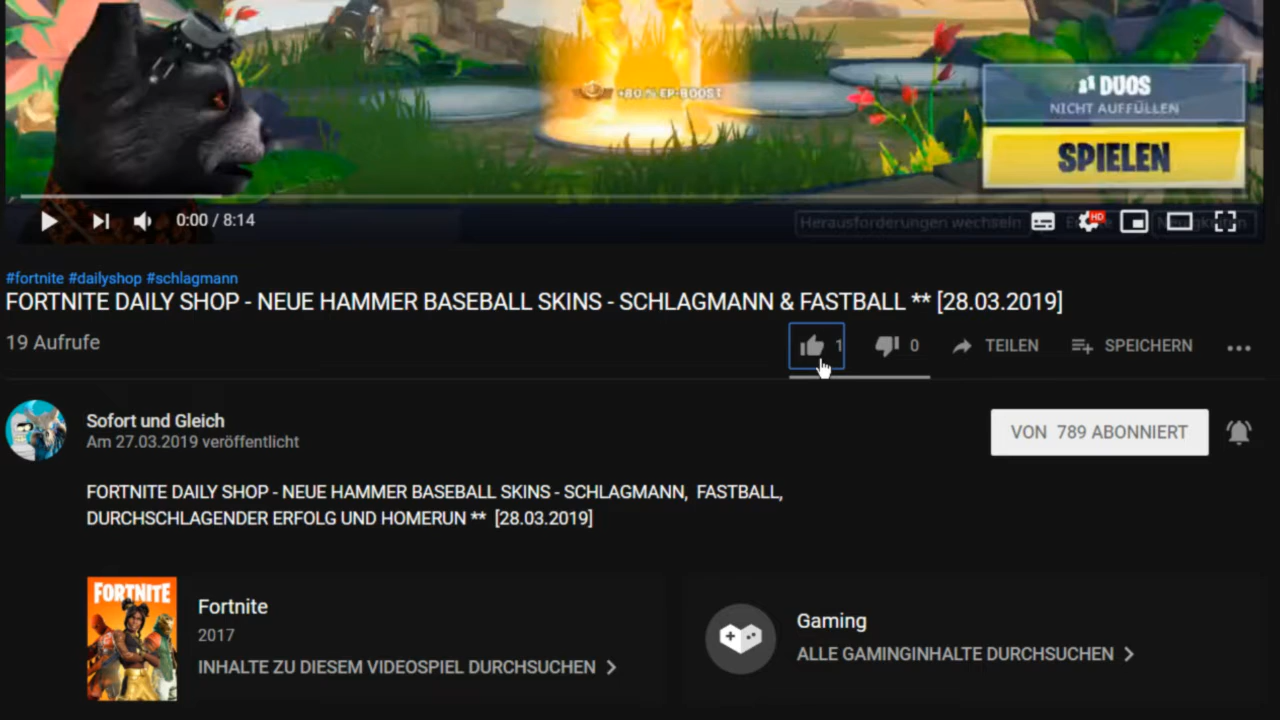 +80 % EP-BOOST
DUOS
NICHT AUFFÜLLEN
SPIELEN
0:00 / 8:14
Herausforderungen wechseln
HD
#fortnite #dailyshop #schlagmann
FORTNITE DAILY SHOP - NEUE HAMMER BASEBALL SKINS - SCHLAGMANN & FASTBALL ** [28.03.2019]
19 Aufrufe
1
0
TEILEN
SPEICHERN
Sofort und Gleich
Am 27.03.2019 veröffentlicht
VON 789 ABONNIERT
FORTNITE DAILY SHOP - NEUE HAMMER BASEBALL SKINS - SCHLAGMANN, FASTBALL,
DURCHSCHLAGENDER ERFOLG UND HOMERUN ** [28.03.2019]
FORTNITE
Fortnite
2017
INHALTE ZU DIESEM VIDEOSPIEL DURCHSUCHEN
Gaming
ALLE GAMINGINHALTE DURCHSUCHEN